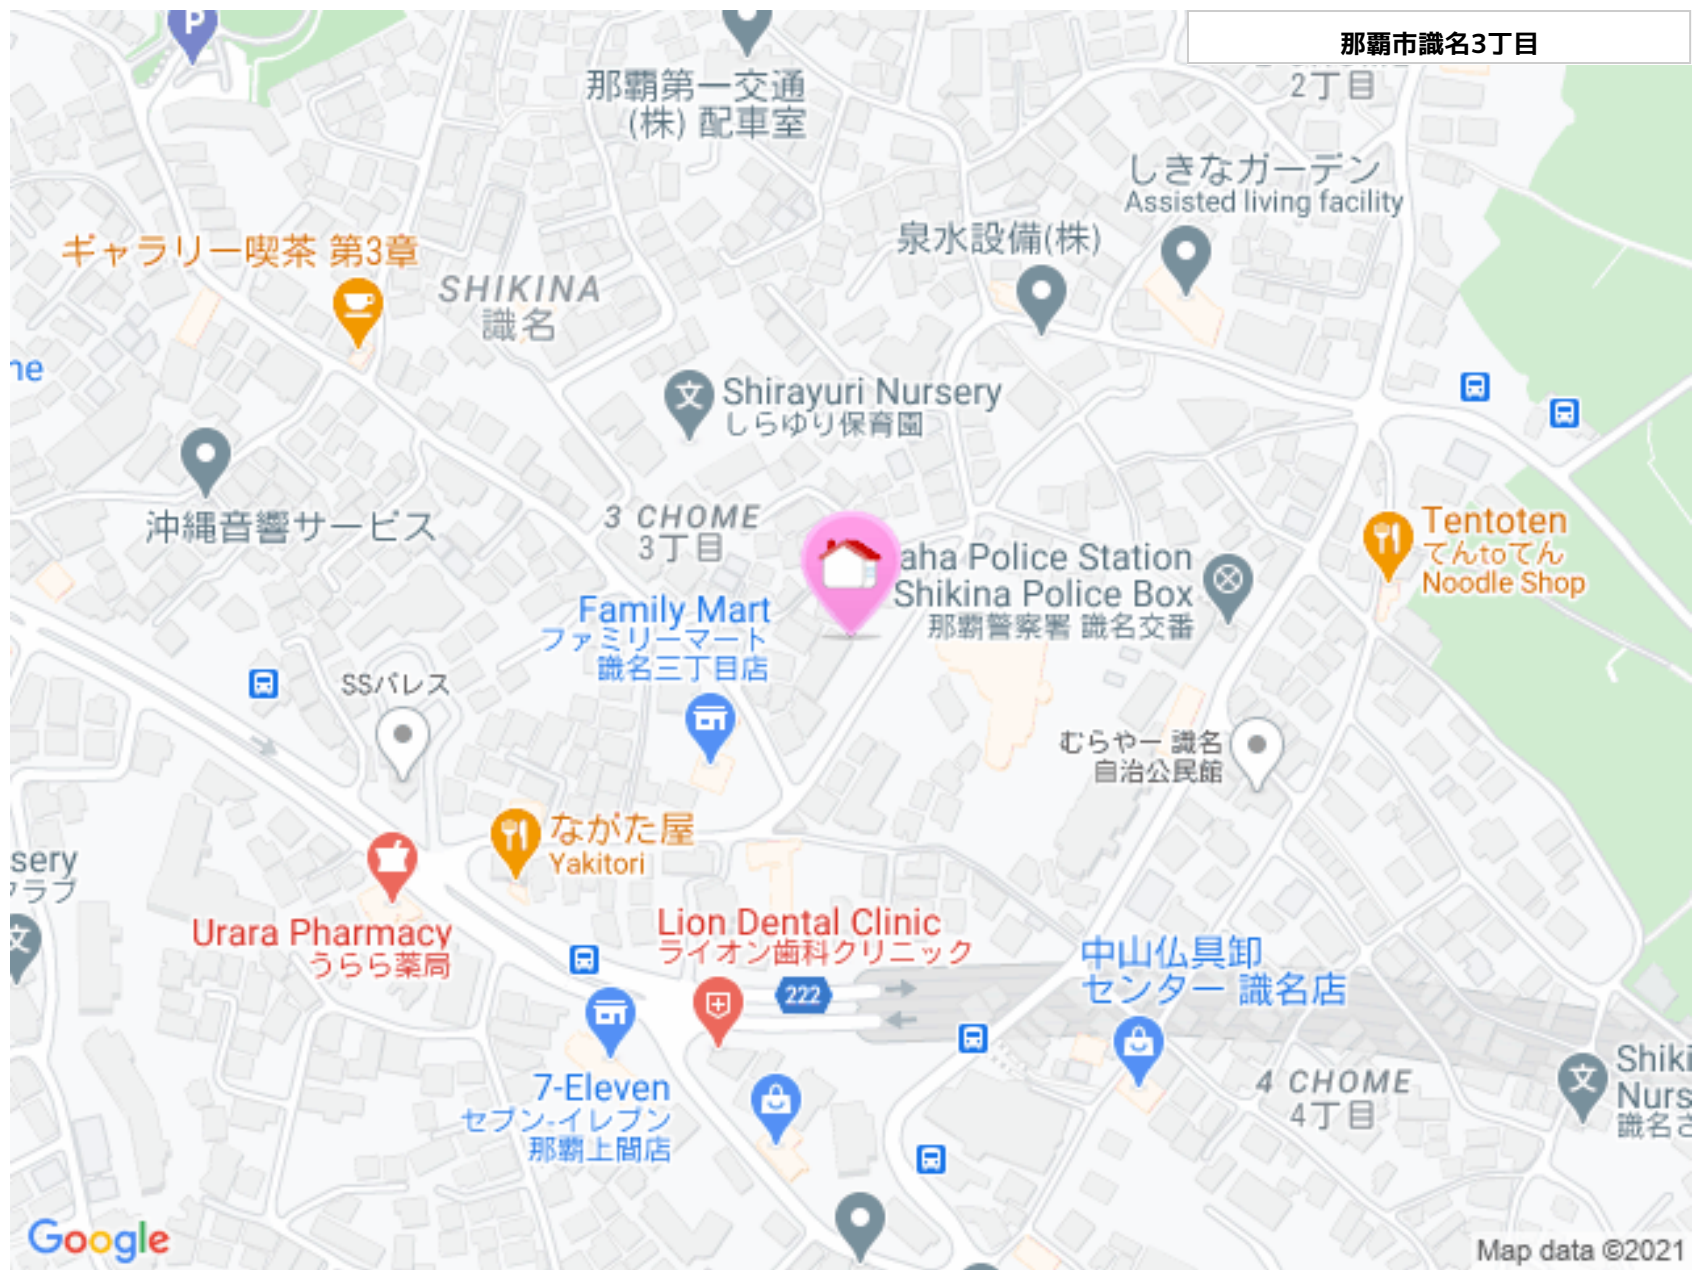 那覇市識名3丁目
P
那覇第一交通
(株) 配車室
2丁目
しきなガーデン
Assisted living facility
泉水設備(株)
ギャラリー喫茶 第3章
SHIKINA
識名
ne
Shirayuri Nursery
しらゆり保育園
文
沖縄音響サービス
3 CHOME
3丁目
aha Police Station
Shikina Police Box
那覇警察署 識名交番
Tentoten
てんtoてん
Noodle Shop
Family Mart
ファミリーマート
識名三丁目店
SSパレス
むらやー 識名
自治公民館
ながた屋
Yakitori
sery
クラブ
文
Urara Pharmacy
うらら薬局
Lion Dental Clinic
ライオン歯科クリニック
222
中山仏具卸
センター 識名店
7-Eleven
セブン-イレブン
那覇上間店
4 CHOME
4丁目
文
Shiki
Nurs
識名さ
Google
Map data ©2021